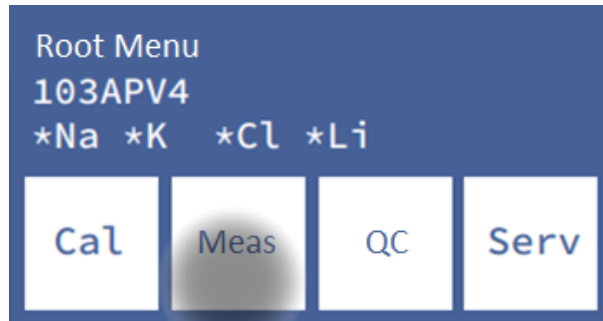 Root Menu
103APV4
*Na *K *Cl *Li
Cal Meas QC Serv